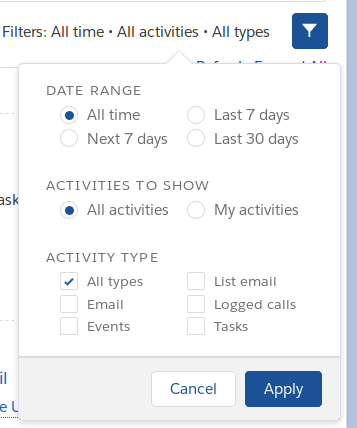 Filters: All time • All activities • All types
DATE RANGE
All time
Last 7 days
Next 7 days
Last 30 days
ACTIVITIES TO SHOW
All activities
My activities
ACTIVITY TYPE
All types
List email
Email
Logged calls
Events
Tasks
Cancel
Apply